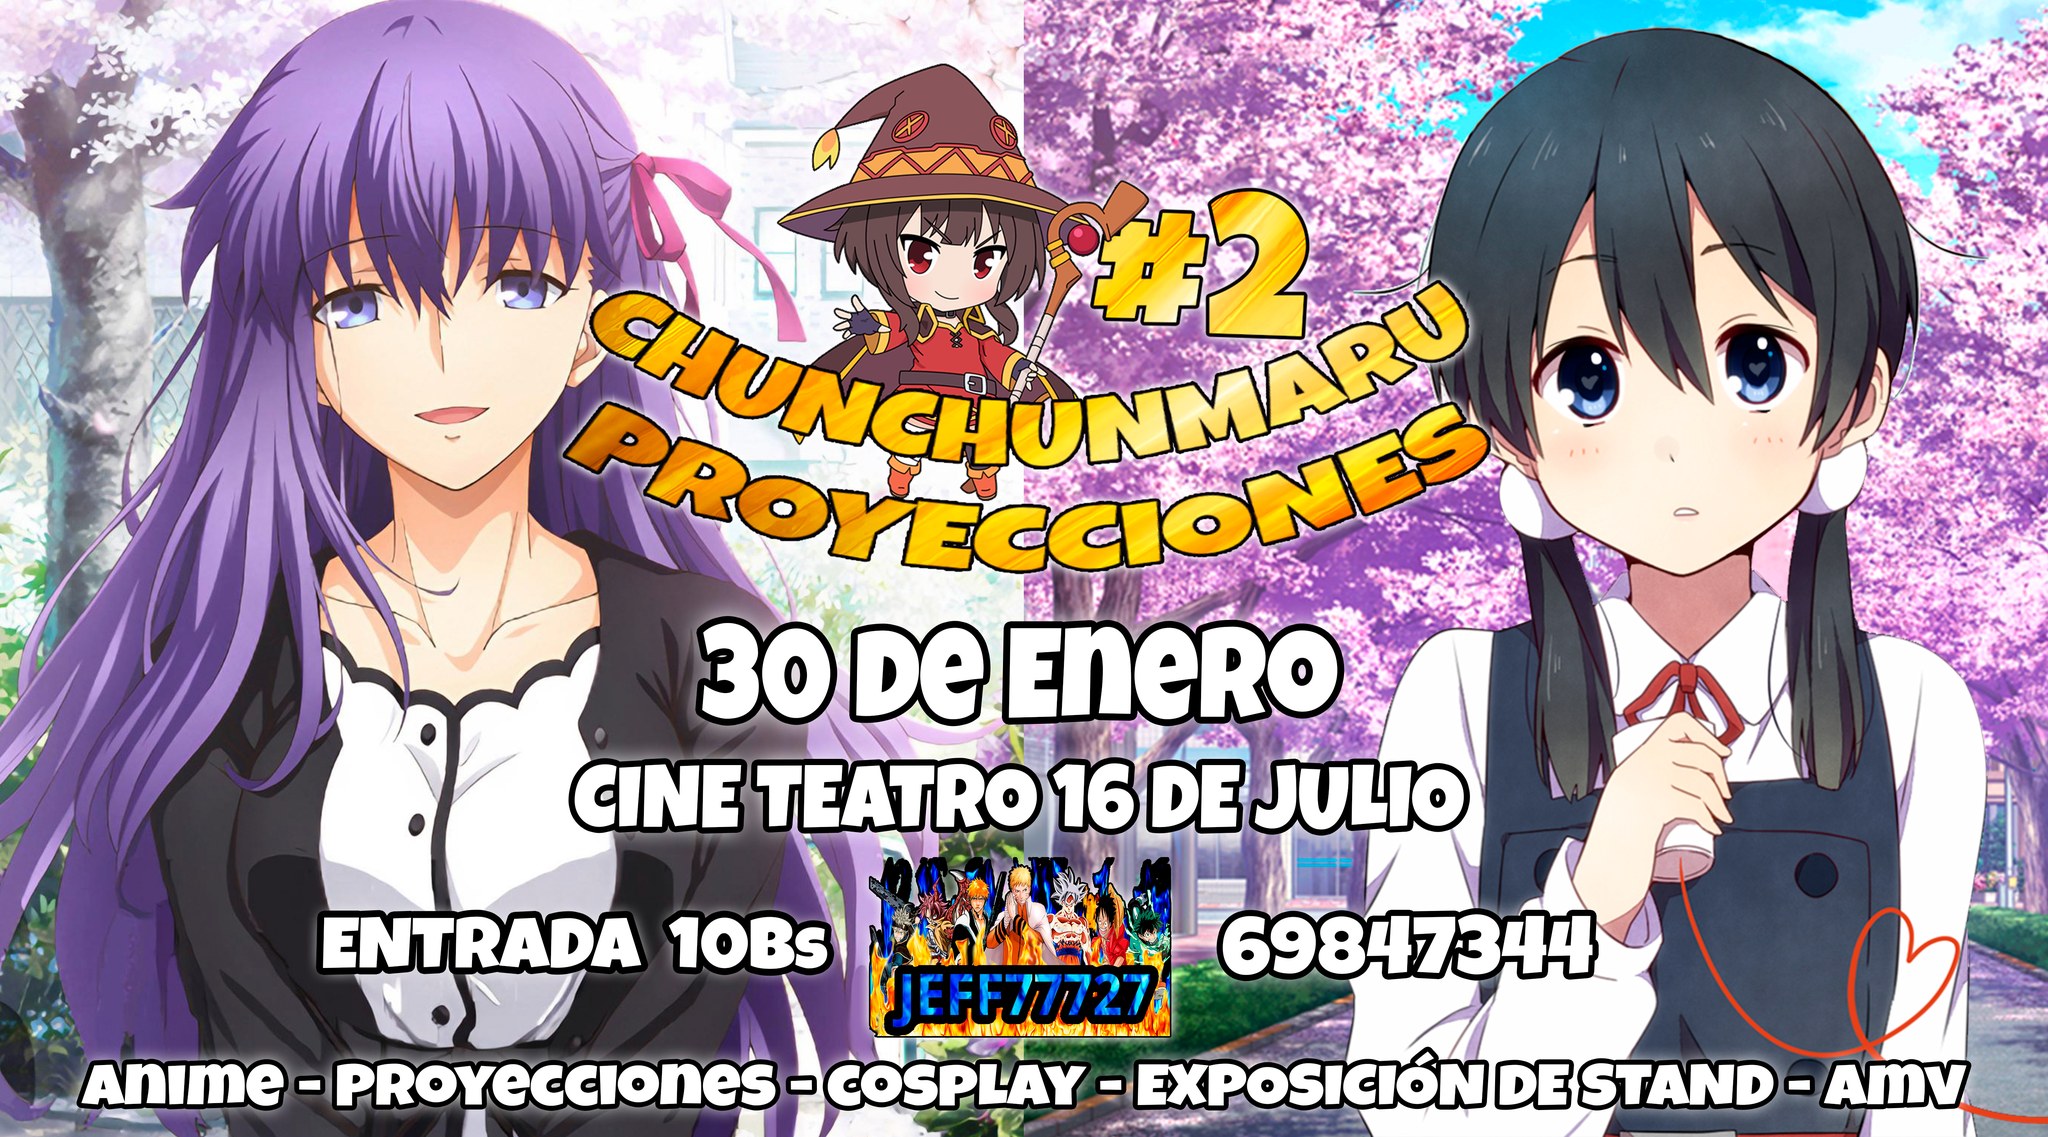 #2
CHUNCHUNMARU
PROYECCIONES
30 de Enero
CINE TEATRO 16 DE JULIO
ENTRADA 10Bs
JEFF77727
69847344
anime - PROYecciones - COSPLAY - EXPOSICIÓN DE STAND - amv